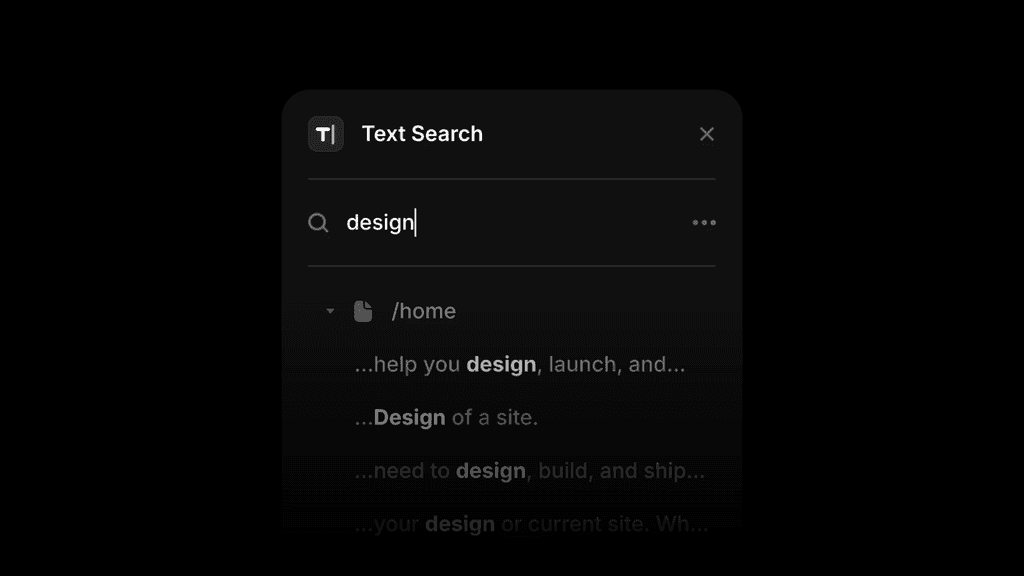 T|
Text Search
design
/home
...help you design, launch, and...
...Design of a site.
...need to design, build, and ship...
...your design or current site. Wh...